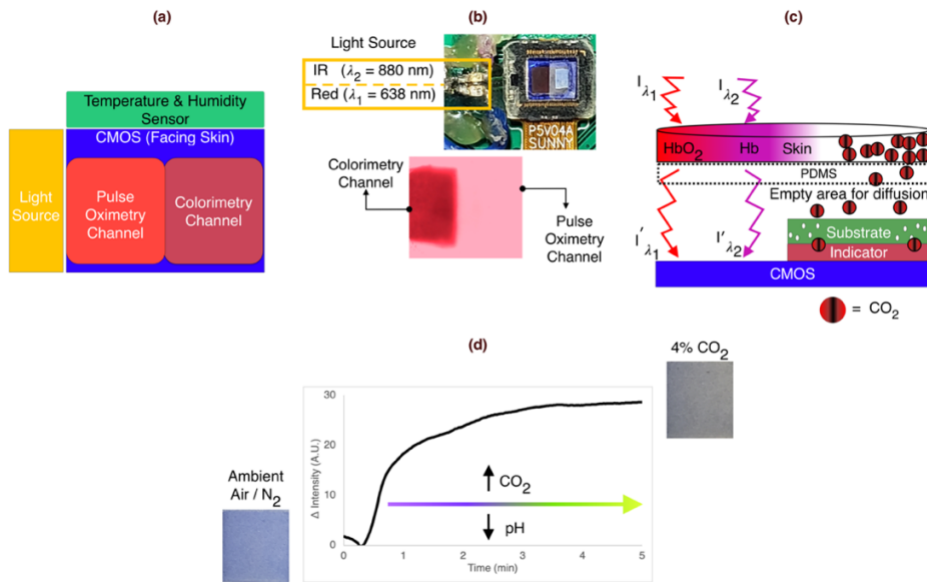 (a)
Temperature & Humidity
Sensor
CMOS (Facing Skin)
Light
Source
Pulse
Oximetry
Channel
Colorimetry
Channel
(b)
Light Source
IR (λ2 = 880 nm)
Red (λ1 = 638 nm)
P5V04A
SUNNY
Colorimetry
Channel
Pulse
Oximetry
Channel
(c)
Iλ1
Iλ2
HbO2
Hb
Skin
PDMS
Empty area for diffusion
I'λ1
I'λ2
Substrate
Indicator
CMOS
= CO2
(d)
4% CO2
Ambient
Air / N2
Δ Intensity (A.U.)
30
20
10
0
CO2
pH
0
1
2
3
4
5
Time (min)